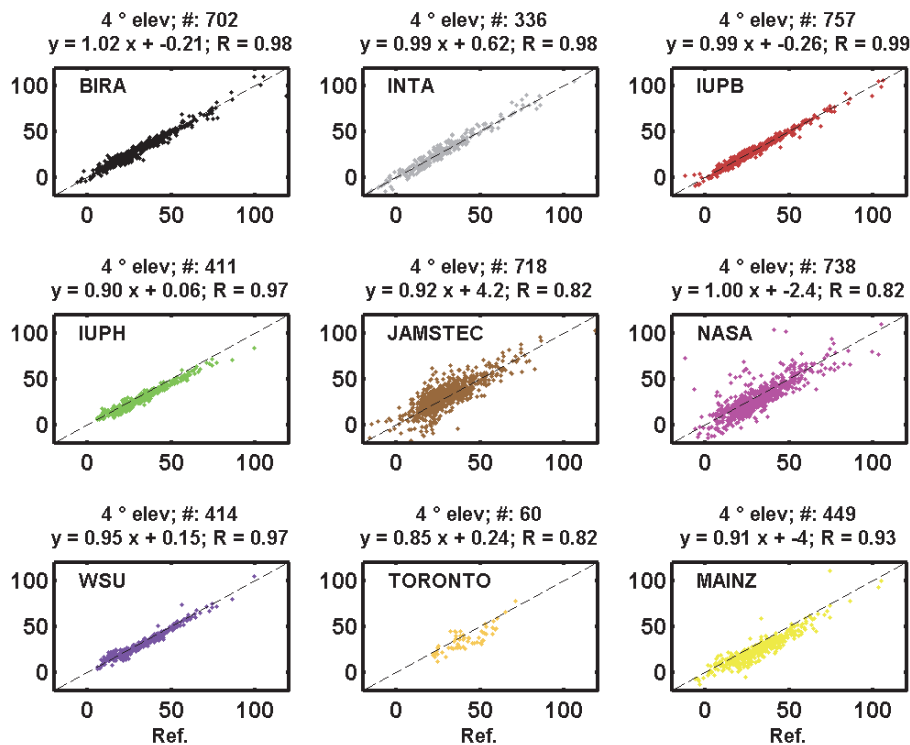 4 ° elev; #: 702
y = 1.02 x + -0.21; R = 0.98
BIRA
100
50
0
0 50 100
4 ° elev; #: 336
y = 0.99 x + 0.62; R = 0.98
INTA
100
50
0
0 50 100
4 ° elev; #: 757
y = 0.99 x + -0.26; R = 0.99
IUPB
100
50
0
0 50 100
4 ° elev; #: 411
y = 0.90 x + 0.06; R = 0.97
IUPH
100
50
0
0 50 100
4 ° elev; #: 718
y = 0.92 x + 4.2; R = 0.82
JAMSTEC
100
50
0
0 50 100
4 ° elev; #: 738
y = 1.00 x + -2.4; R = 0.82
NASA
100
50
0
0 50 100
4 ° elev; #: 414
y = 0.95 x + 0.15; R = 0.97
WSU
100
50
0
0 50 100
Ref.
4 ° elev; #: 60
y = 0.85 x + 0.24; R = 0.82
TORONTO
100
50
0
0 50 100
Ref.
4 ° elev; #: 449
y = 0.91 x + -4; R = 0.93
MAINZ
100
50
0
0 50 100
Ref.